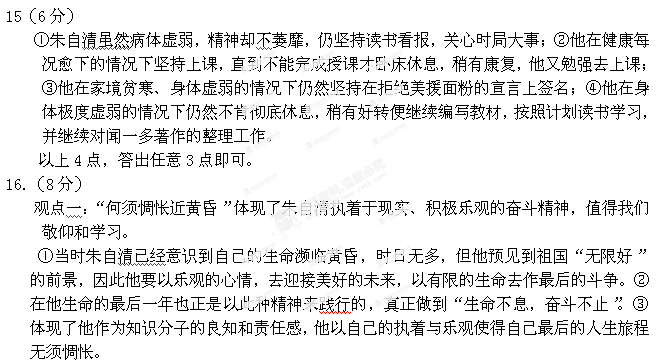 15（6分）
①朱自清虽然病体虚弱，精神却不萎靡，仍坚持读书看报，关心时局大事；②他在健康每
况愈下的情况下坚持上课，直到不能完成授课才卧床休息，稍有康复，他又勉强去上课；
③他在家境贫寒、身体虚弱的情况下仍然坚持在拒绝美援面粉的宣言上签名；④他在身
体极度虚弱的情况下仍然不肯彻底休息，稍有好转便继续编写教材，按照计划读书学习，
并继续对闻一多著作的整理工作。
以上4点，答出任意3点即可。
16.（8分）
观点一：“何须惆怅近黄昏”体现了朱自清执着于现实、积极乐观的奋斗精神，值得我们
敬仰和学习。
①当时朱自清已经意识到自己的生命濒临黄昏，时日无多，但他预见到祖国“无限好”
的前景，因此他要以乐观的心情，去迎接美好的未来，以有限的生命去作最后的斗争。②
在他生命的最后一年也正是以此种精神来践行的，真正做到“生命不息，奋斗不止”。③
体现了他作为知识分子的良知和责任感，他以自己的执着与乐观使得自己最后的人生旅程
无须惆怅。